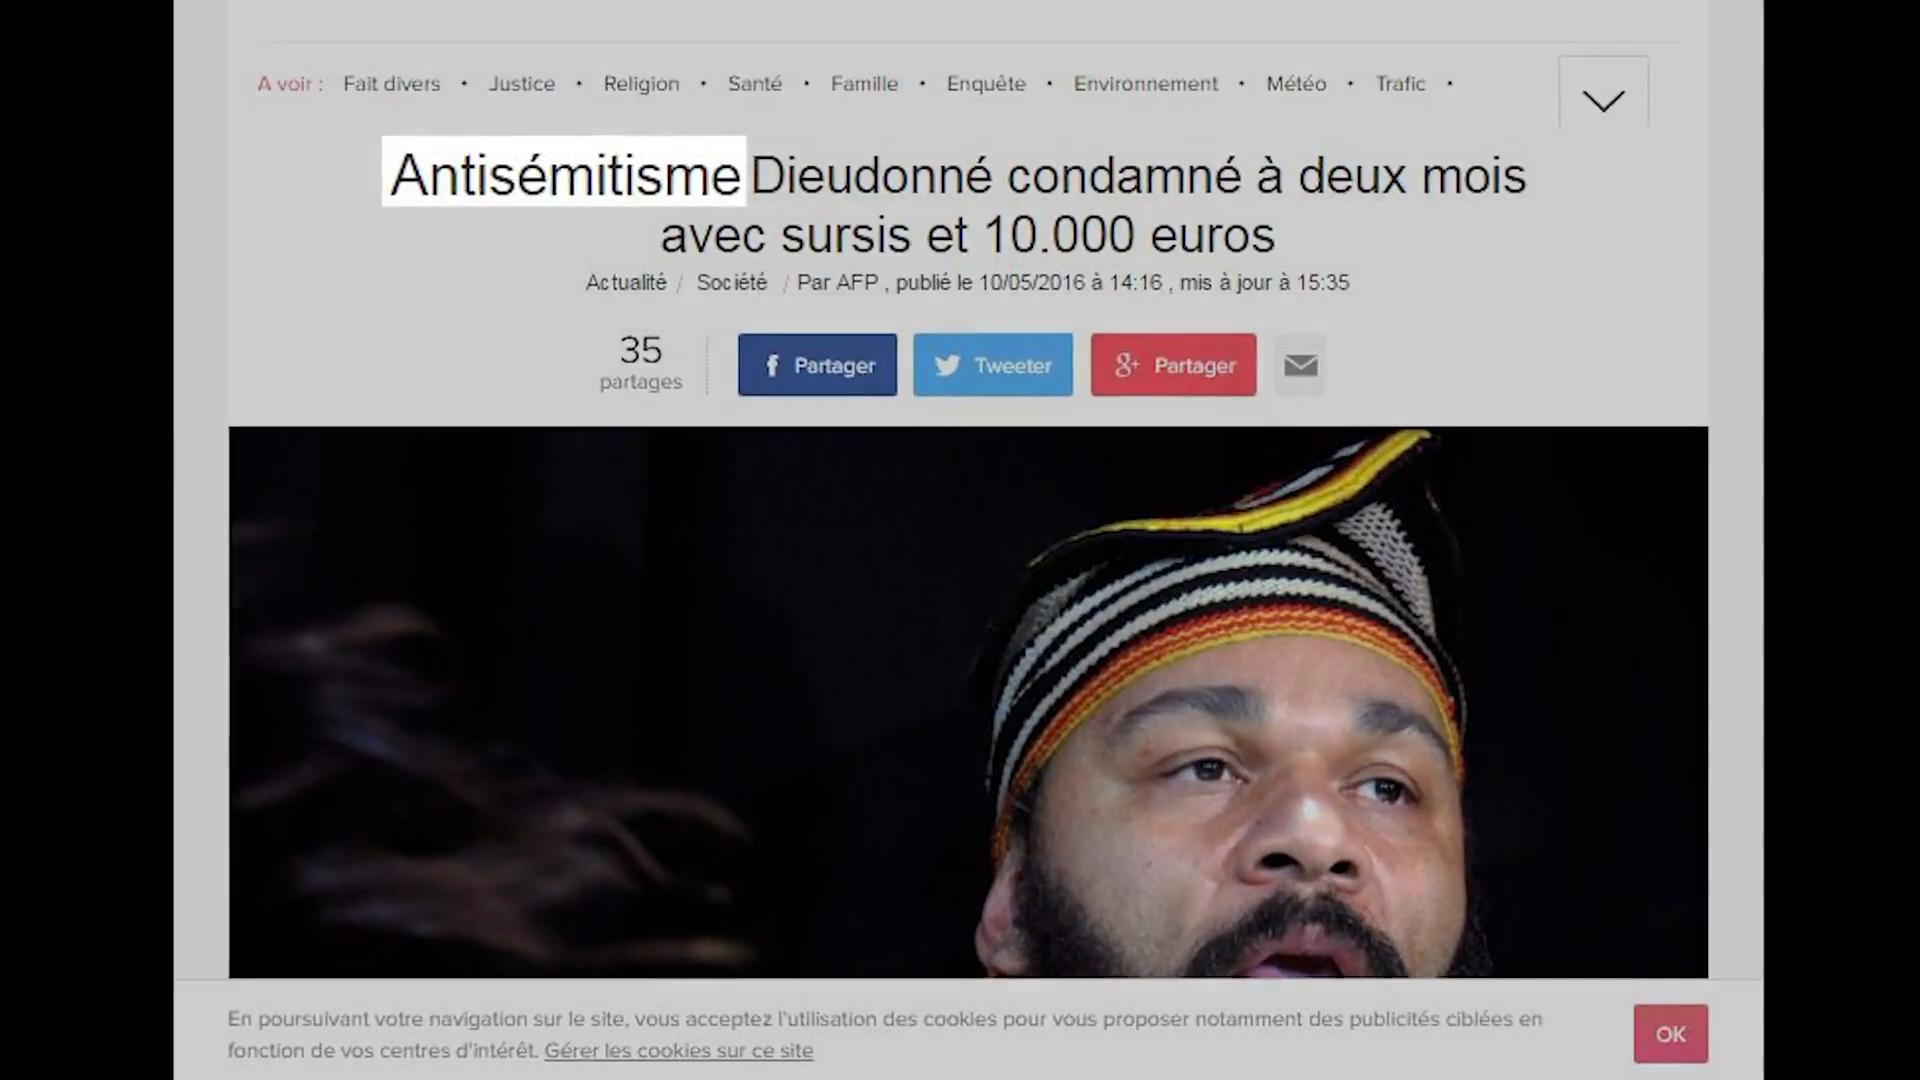 A voir : Fait divers • Justice • Religion • Santé • Famille • Enquête • Environnement • Météo • Trafic •
Antisémitisme Dieudonné condamné à deux mois
avec sursis et 10.000 euros
Actualité / Société / Par AFP , publié le 10/05/2016 à 14:16 , mis à jour à 15:35
35
partages
f Partager
Tweeter
g+ Partager
En poursuivant votre navigation sur le site, vous acceptez l'utilisation des cookies pour vous proposer notamment des publicités ciblées en
fonction de vos centres d'intérêt. Gérer les cookies sur ce site
OK